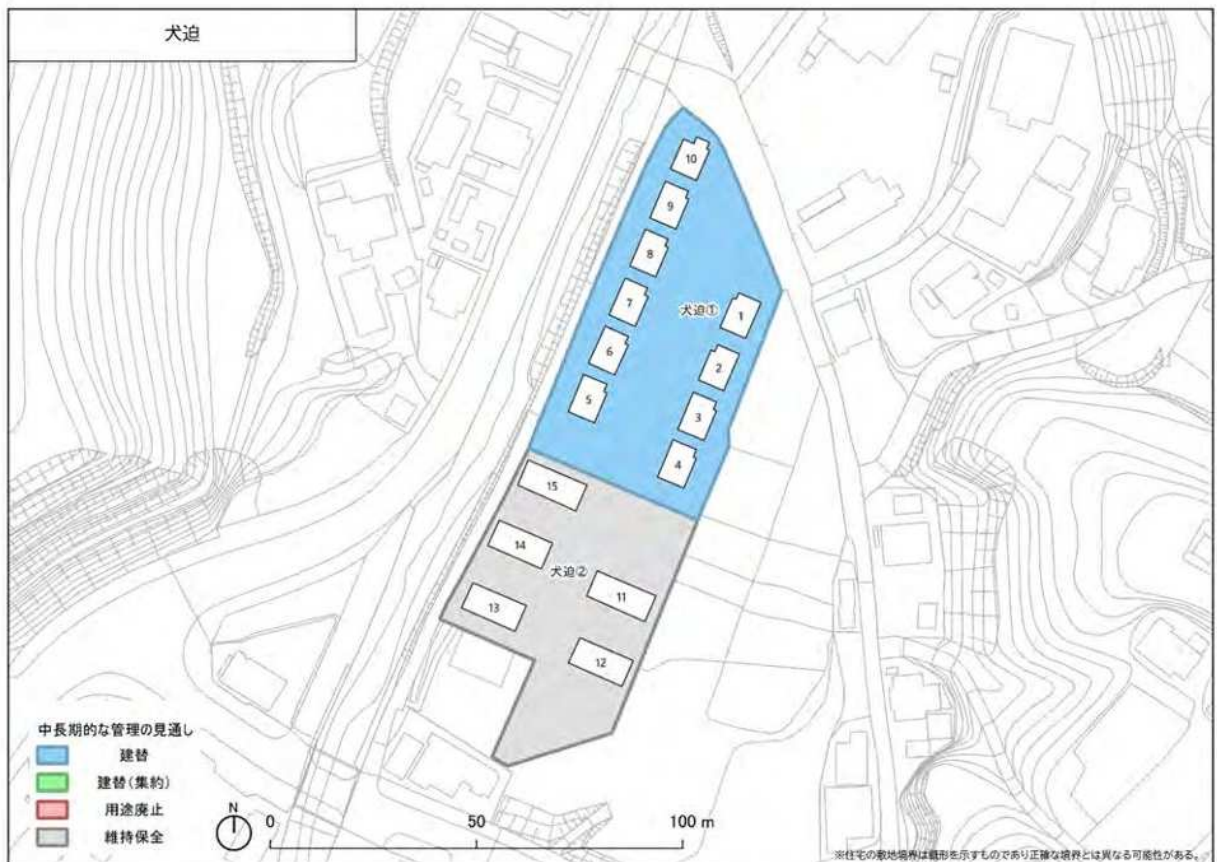 犬迫
10
9
8
7
犬迫①
1
6
2
5
3
4
15
14
犬迫②
11
13
12
中長期的な管理の見通し
建替
建替(集約)
用途廃止
維持保全
N
0 50 100 m
※住宅の敷地境界は概形を示すものであり正確な境界とは異なる可能性がある。